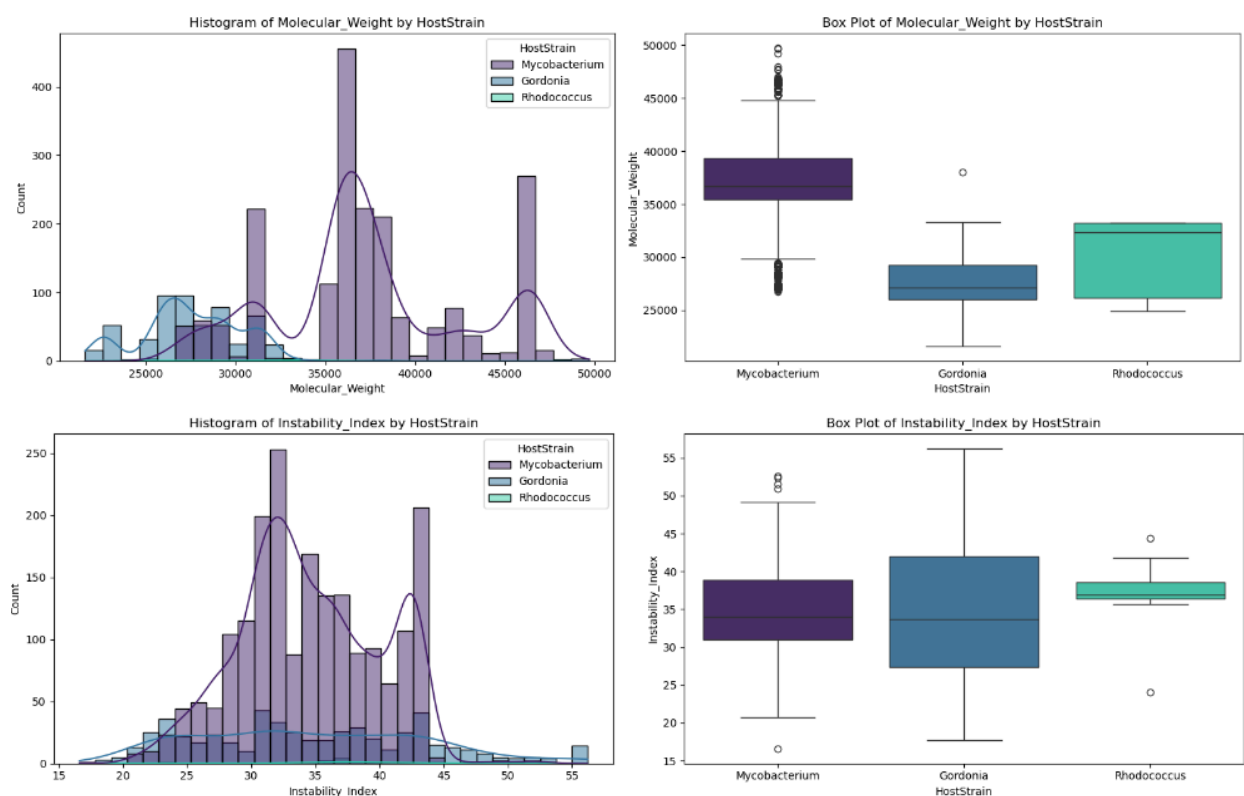 Histogram of Molecular_Weight by HostStrain
HostStrain
Mycobacterium
Gordonia
Rhodococcus
Count
400
300
200
100
0
25000 30000 35000 40000 45000 50000
Molecular_Weight
Box Plot of Molecular_Weight by HostStrain
Molecular_Weight
50000
45000
40000
35000
30000
25000
Mycobacterium Gordonia Rhodococcus
HostStrain
Histogram of Instability_Index by HostStrain
HostStrain
Mycobacterium
Gordonia
Rhodococcus
Count
250
200
150
100
50
0
15 20 25 30 35 40 45 50 55
Instability_Index
Box Plot of Instability_Index by HostStrain
Instability_Index
55
50
45
40
35
30
25
20
15
Mycobacterium Gordonia Rhodococcus
HostStrain